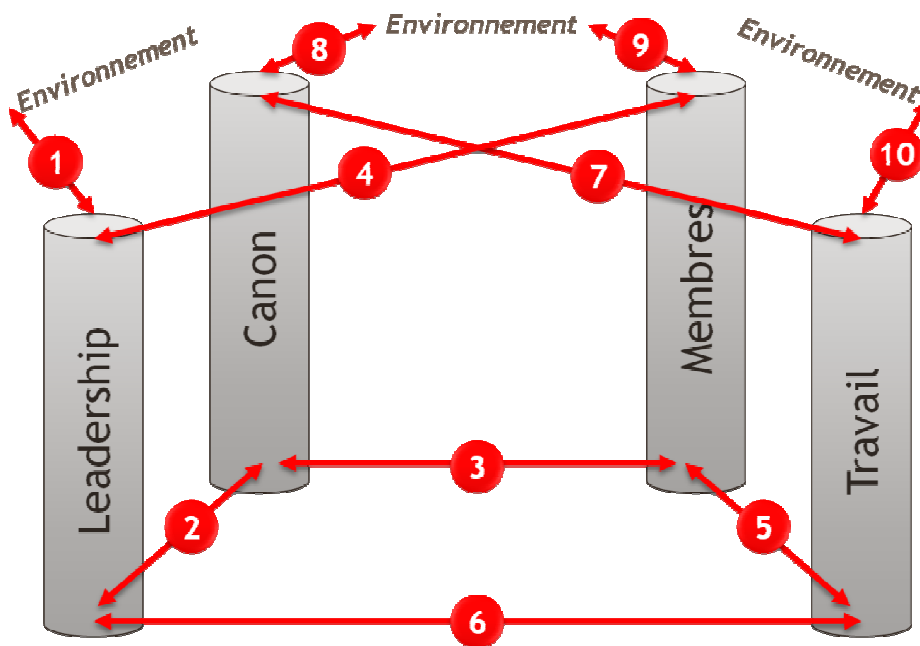 Environnement
Environnement
Environnement
8
9
1
10
4
7
Canon
Membres
Leadership
Travail
3
2
5
6